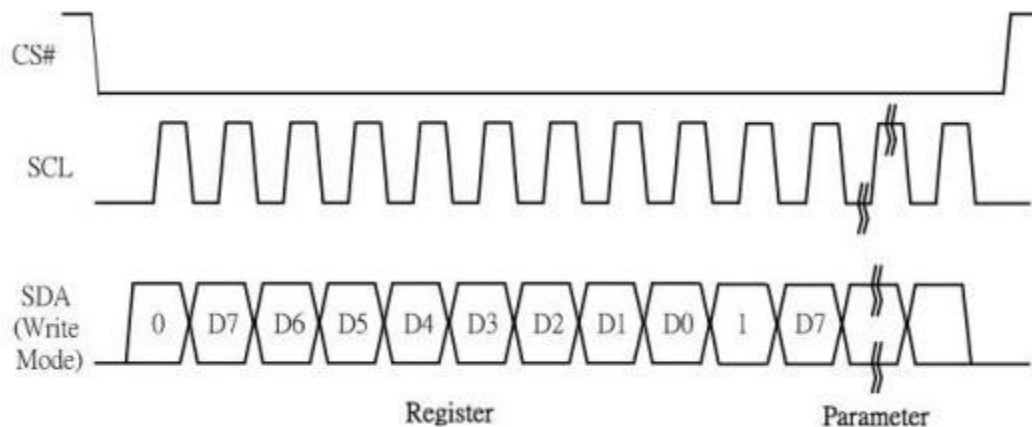 CS#
SCL
SDA
(Write
Mode)
0 D7 D6 D5 D4 D3 D2 D1 D0 1 D7
Register Parameter